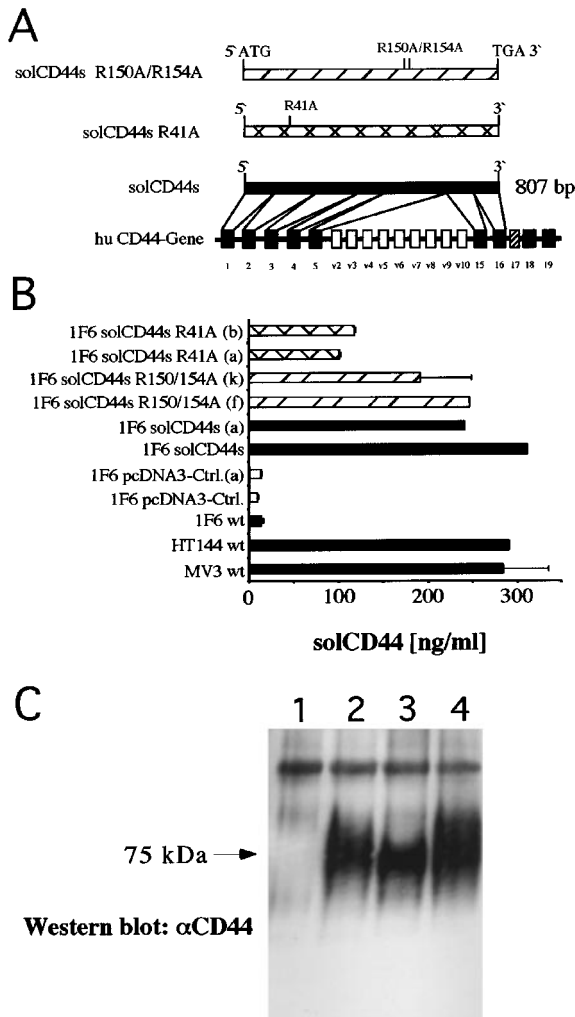 A
5`ATG R150A/R154A TGA 3`
solCD44s R150A/R154A
5` R41A 3`
solCD44s R41A
5` 3`
solCD44s 807 bp
hu CD44-Gene
1 2 3 4 5 v2 v3 v4 v5 v6 v7 v8 v9 v10 15 16 17 18 19
B
1F6 solCD44s R41A (b)
1F6 solCD44s R41A (a)
1F6 solCD44s R150/154A (k)
1F6 solCD44s R150/154A (f)
1F6 solCD44s (a)
1F6 solCD44s
1F6 pcDNA3-Ctrl.(a)
1F6 pcDNA3-Ctrl.
1F6 wt
HT144 wt
MV3 wt
0 100 200 300
solCD44 [ng/ml]
C
1 2 3 4
75 kDa
Western blot: αCD44